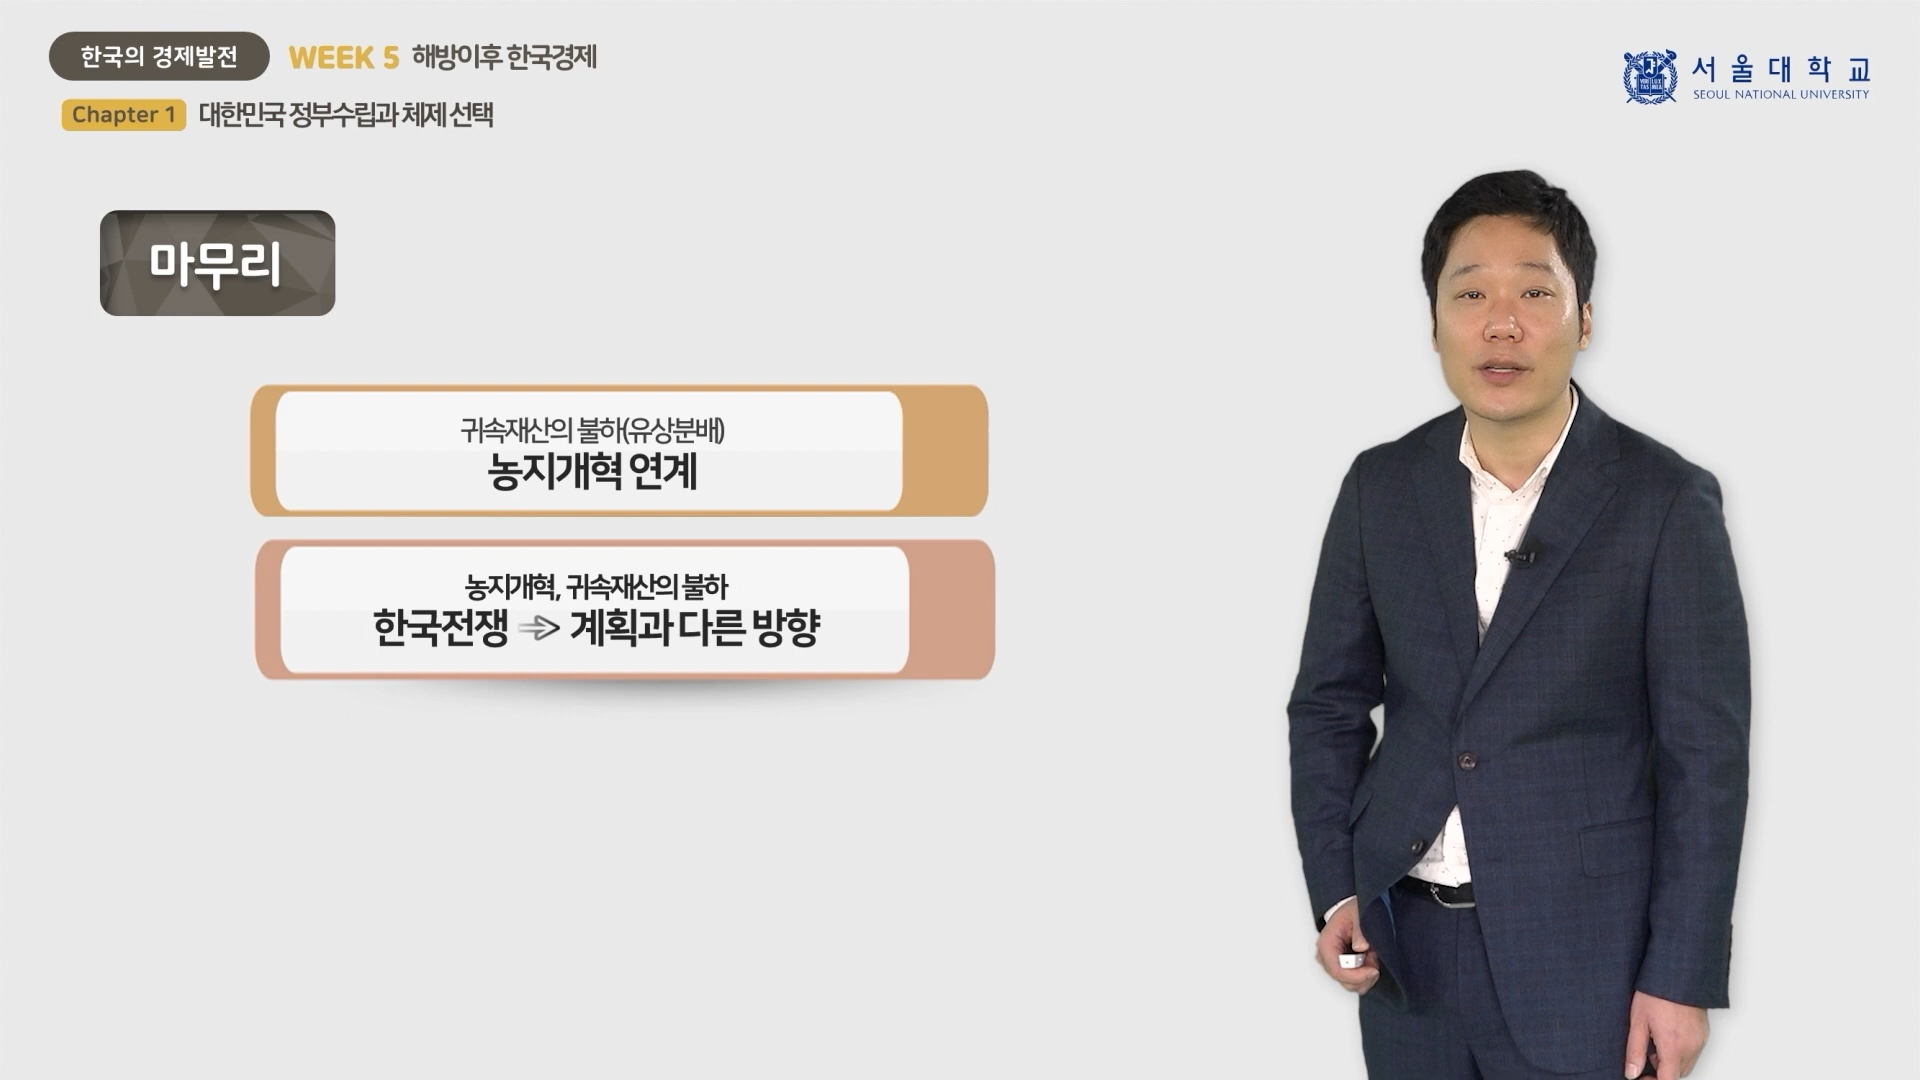 한국의 경제발전
WEEK 5 해방이후 한국경제
Chapter 1 대한민국 정부수립과 체제 선택
서울대학교
SEOUL NATIONAL UNIVERSITY
마무리
귀속재산의 불하(유상분배)
농지개혁 연계
농지개혁, 귀속재산의 불하
한국전쟁 ➾ 계획과 다른 방향